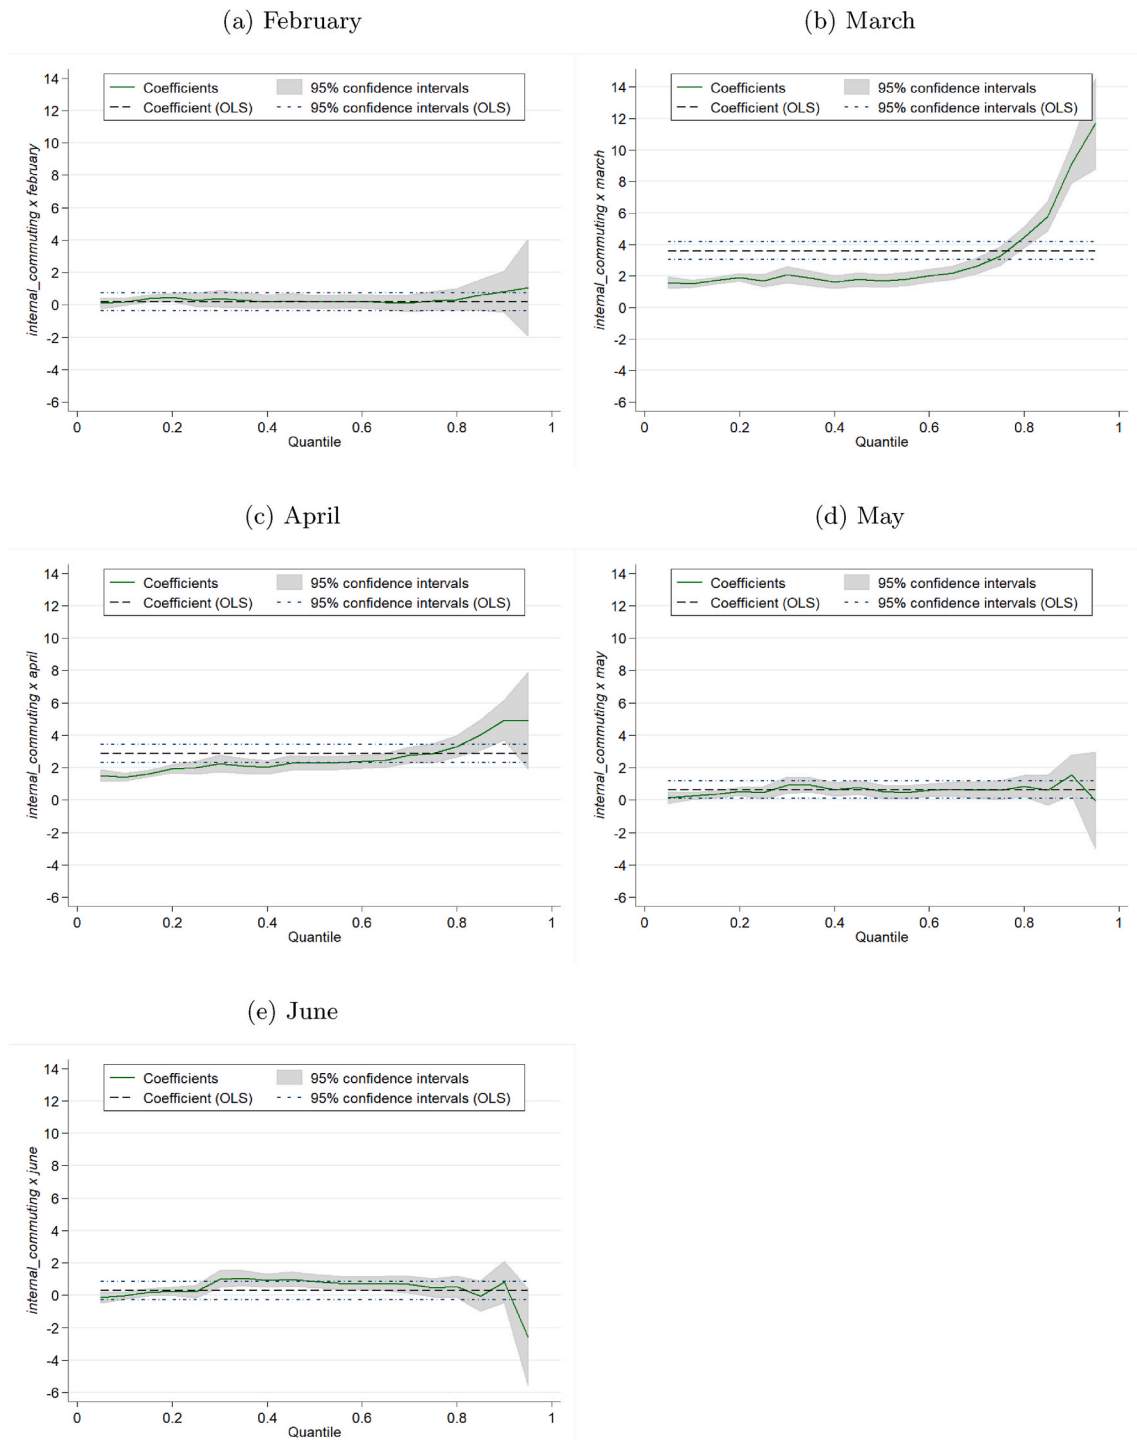 (a) February
Coefficients
95% confidence intervals
Coefficient (OLS)
95% confidence intervals (OLS)
internal_commuting x february
14
12
10
8
6
4
2
0
-2
-4
-6
0 0.2 0.4 0.6 0.8 1
Quantile
(b) March
Coefficients
95% confidence intervals
Coefficient (OLS)
95% confidence intervals (OLS)
internal_commuting x march
14
12
10
8
6
4
2
0
-2
-4
-6
0 0.2 0.4 0.6 0.8 1
Quantile
(c) April
Coefficients
95% confidence intervals
Coefficient (OLS)
95% confidence intervals (OLS)
internal_commuting x april
14
12
10
8
6
4
2
0
-2
-4
-6
0 0.2 0.4 0.6 0.8 1
Quantile
(d) May
Coefficients
95% confidence intervals
Coefficient (OLS)
95% confidence intervals (OLS)
internal_commuting x may
14
12
10
8
6
4
2
0
-2
-4
-6
0 0.2 0.4 0.6 0.8 1
Quantile
(e) June
Coefficients
95% confidence intervals
Coefficient (OLS)
95% confidence intervals (OLS)
internal_commuting x june
14
12
10
8
6
4
2
0
-2
-4
-6
0 0.2 0.4 0.6 0.8 1
Quantile